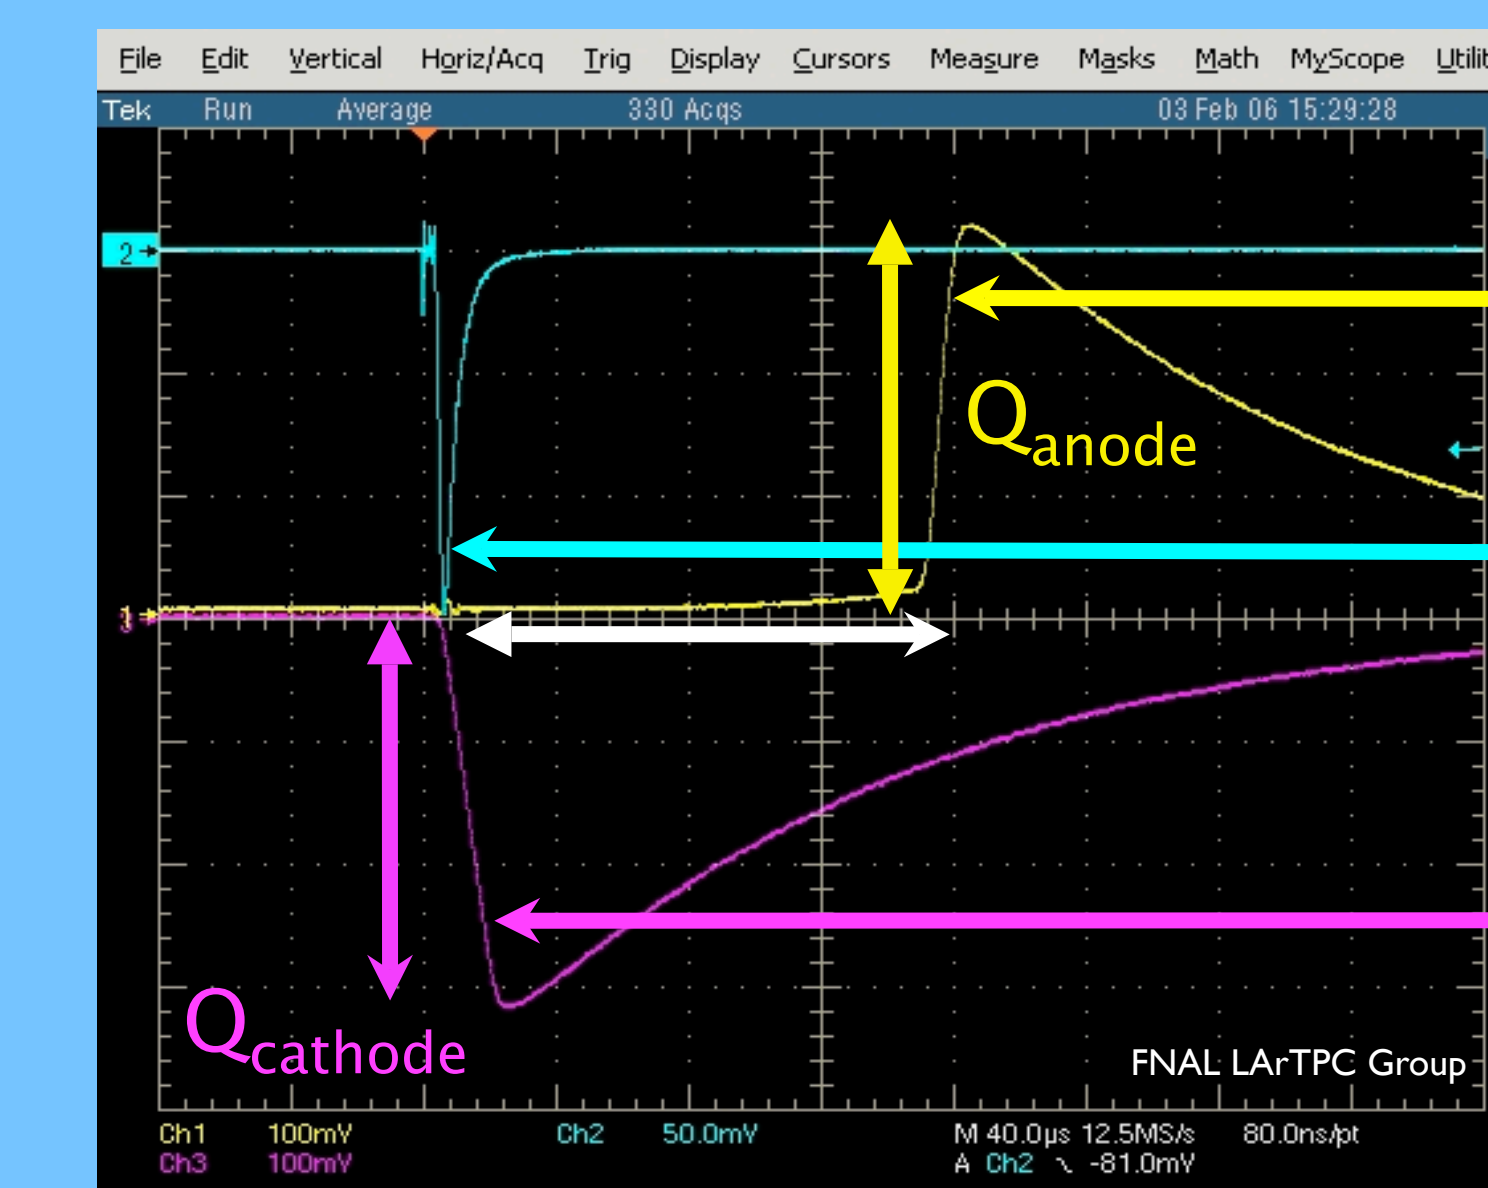 File Edit Vertical Horiz/Acq Trig Display Cursors Measure Masks Math MyScope Utilit
Tek Run Average 330 Acqs 03 Feb 06 15:29:28
2
Qanode
1
3
Qcathode
FNAL LArTPC Group
Ch1 100mV Ch2 50.0mV M 40.0µs 12.5MS/s 80.0ns/pt
Ch3 100mV A Ch2 -81.0mV